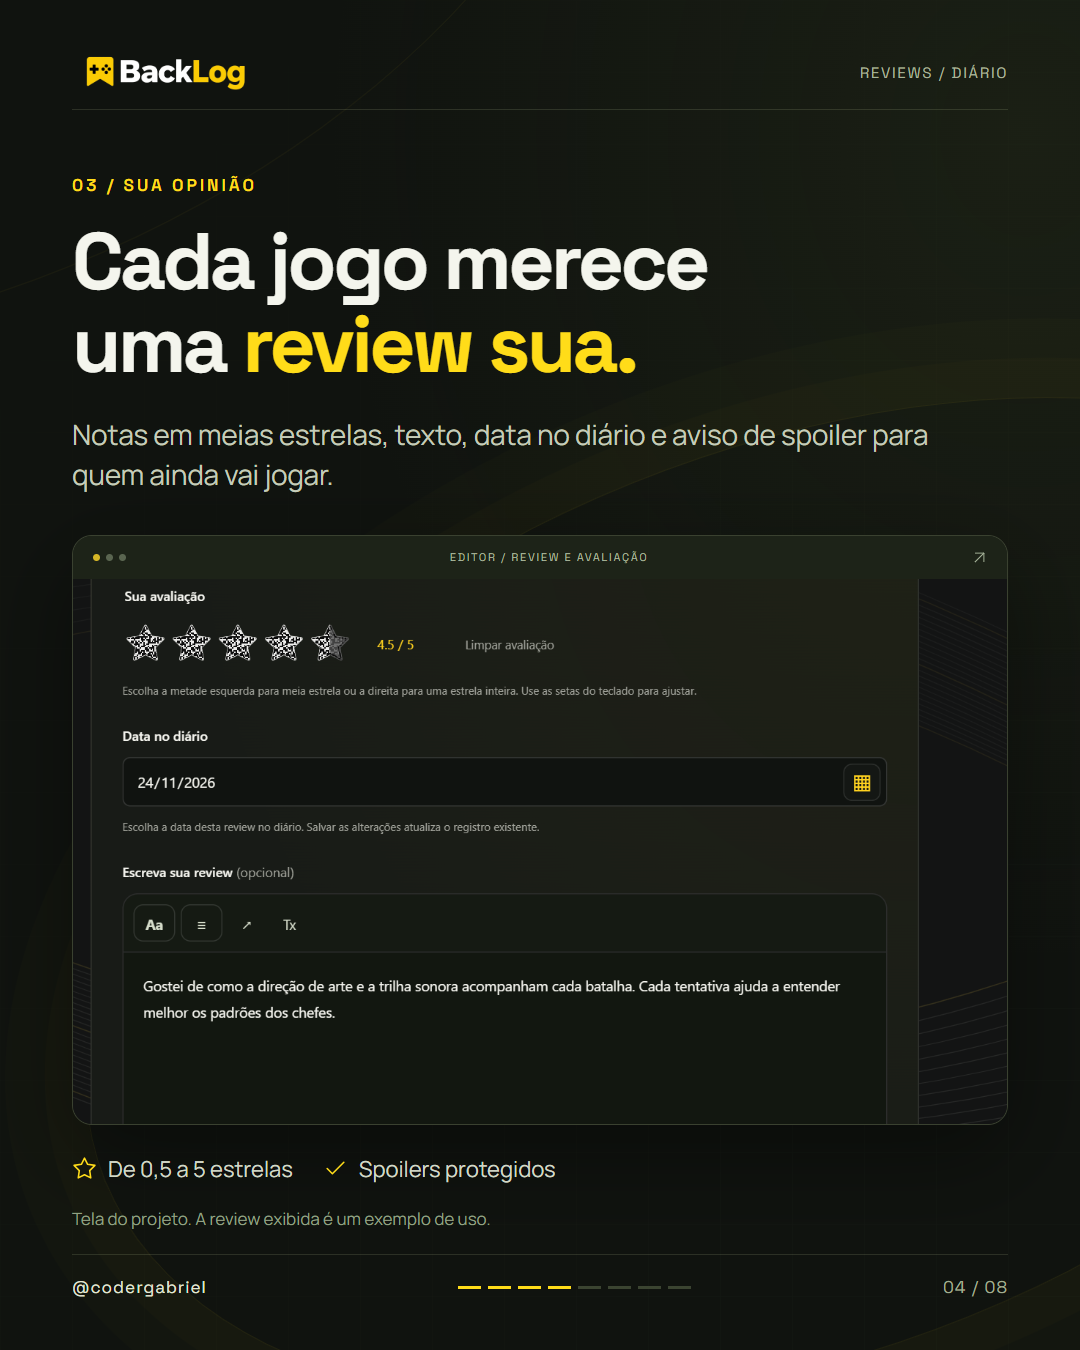 BackLog
REVIEWS / DIÁRIO
03 / SUA OPINIÃO
Cada jogo merece
uma review sua.
Notas em meias estrelas, texto, data no diário e aviso de spoiler para
quem ainda vai jogar.
EDITOR / REVIEW E AVALIAÇÃO
Sua avaliação
4.5 / 5 Limpar avaliação
Escolha a metade esquerda para meia estrela ou a direita para uma estrela inteira. Use as setas do teclado para ajustar.
Data no diário
24/11/2026
Escolha a data desta review no diário. Salvar as alterações atualiza o registro existente.
Escreva sua review (opcional)
Aa Tx
Gostei de como a direção de arte e a trilha sonora acompanham cada batalha. Cada tentativa ajuda a entender
melhor os padrões dos chefes.
De 0,5 a 5 estrelas Spoilers protegidos
Tela do projeto. A review exibida é um exemplo de uso.
@codergabriel
04 / 08